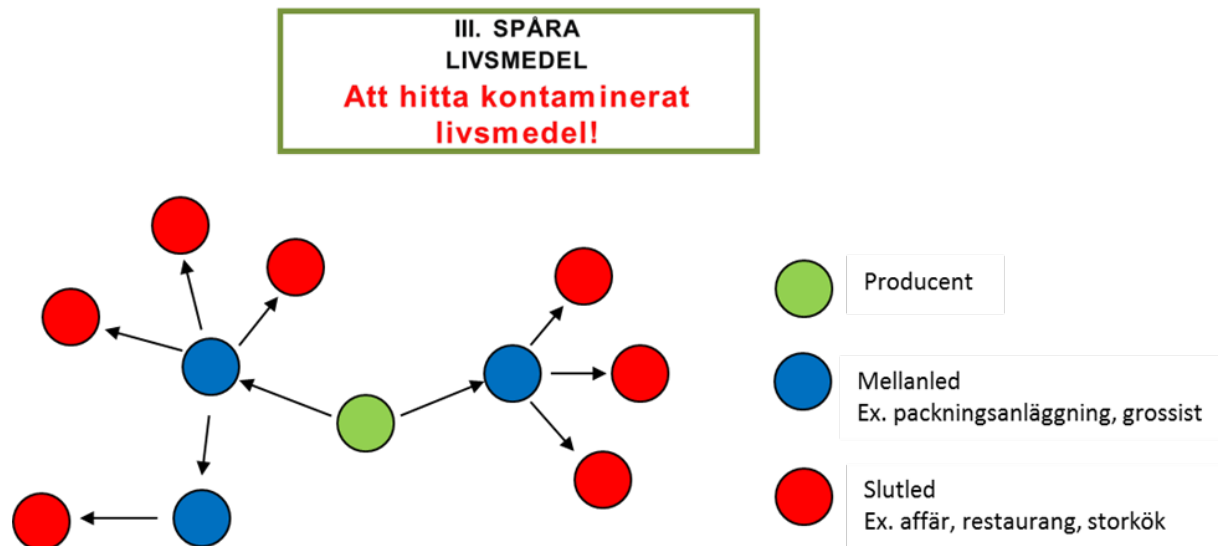 III. SPÅRA
LIVSMEDEL
Att hitta kontaminerat
livsmedel!
Producent
Mellanled
Ex. packningsanläggning, grossist
Slutled
Ex. affär, restaurang, storkök